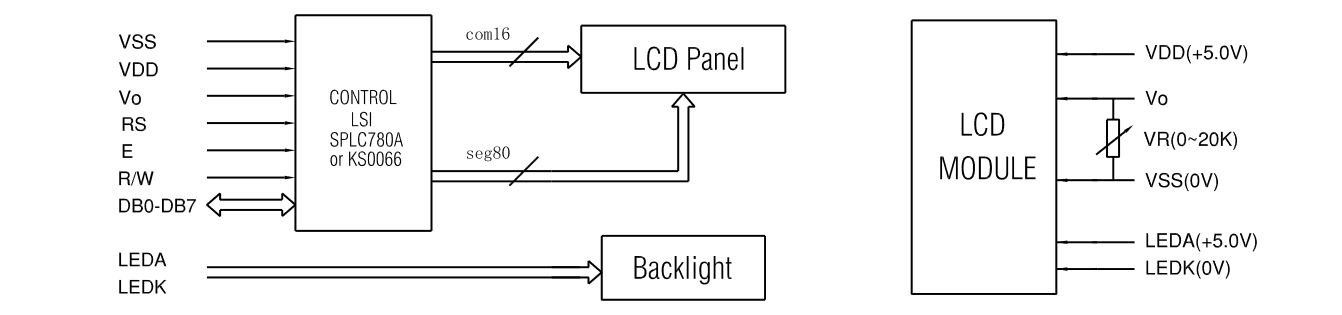 VSS
VDD
Vo
RS
E
R/W
DB0-DB7
LEDA
LEDK
CONTROL
LSI
SPLC780A
or KS0066
com16
seg80
LCD Panel
Backlight
LCD
MODULE
VDD(+5.0V)
Vo
VR(0~20K)
VSS(0V)
LEDA(+5.0V)
LEDK(0V)